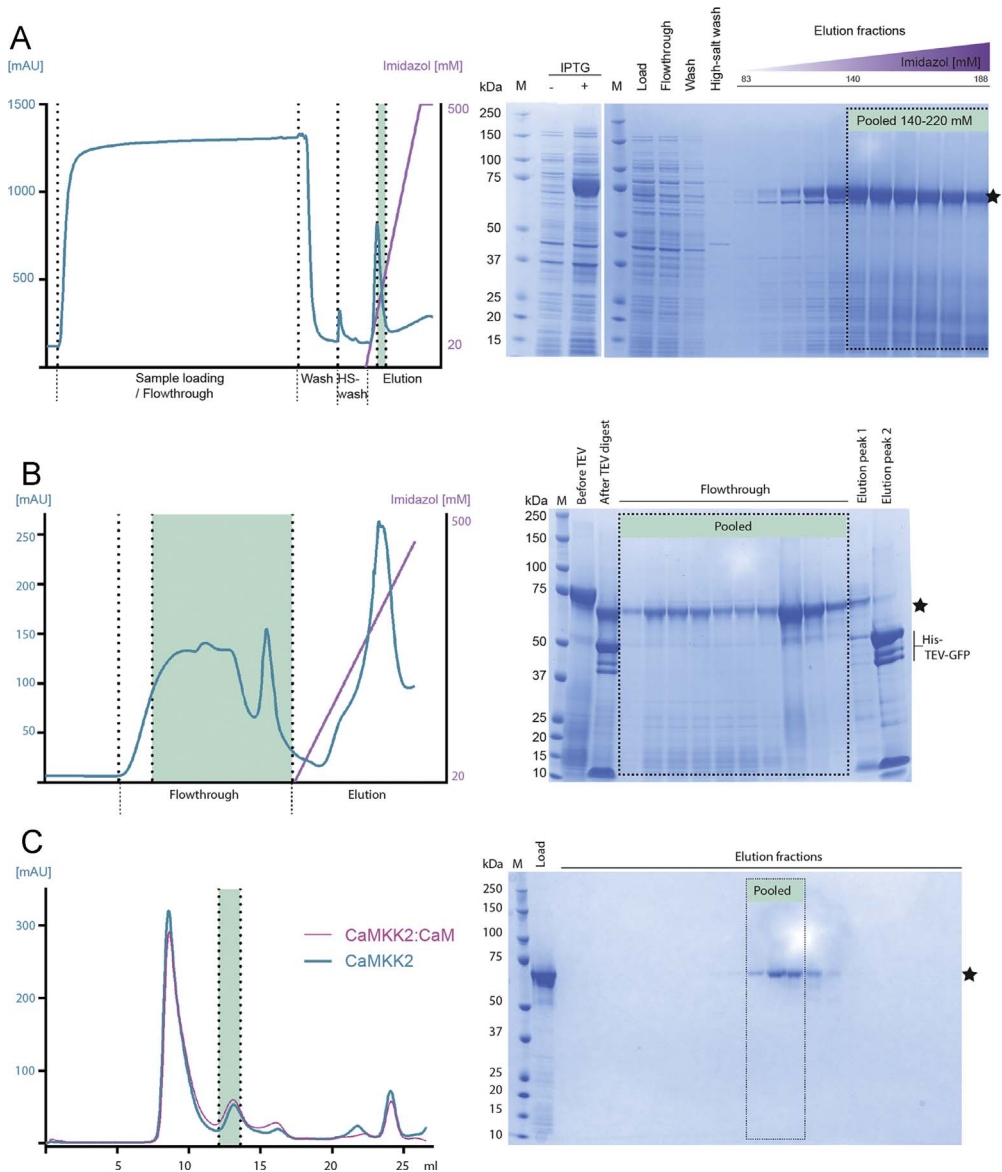 A
[mAU]
Imidazol [mM]
1500
1000
500
500
20
Sample loading
/ Flowthrough
Wash
HS-
wash
Elution
kDa
M
IPTG
- +
M
Load
Flowthrough
Wash
High-salt wash
Elution fractions
Imidazol [mM]
83 140 188
Pooled 140-220 mM
250
150
100
75
50
37
25
20
15
B
[mAU]
Imidazol [mM]
250
200
150
100
50
500
20
Flowthrough
Elution
kDa
M
Before TEV
After TEV digest
Flowthrough
Elution peak 1
Elution peak 2
Pooled
250
150
100
75
50
37
25
20
15
10
His-
TEV-GFP
C
[mAU]
300
200
100
CaMKK2:CaM
CaMKK2
5 10 15 20 25 ml
kDa
M
Load
Elution fractions
Pooled
250
150
100
75
50
37
25
20
15
10